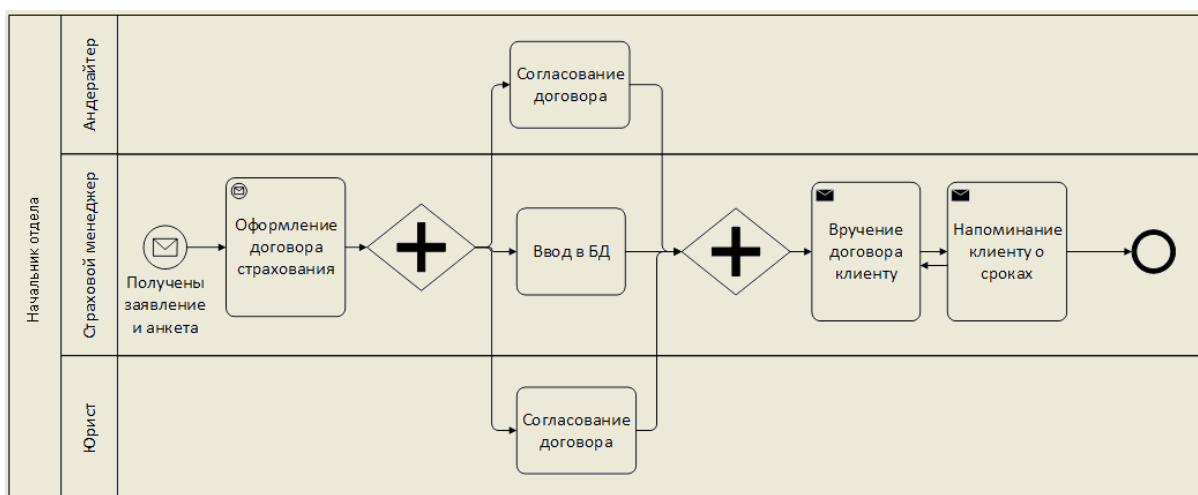 Начальник отдела
Андерайтер
Согласование
договора
Страховой менеджер
Получены
заявление
и анкета
Оформление
договора
страхования
Ввод в БД
Вручение
договора
клиенту
Напоминание
клиенту о
сроках
Юрист
Согласование
договора